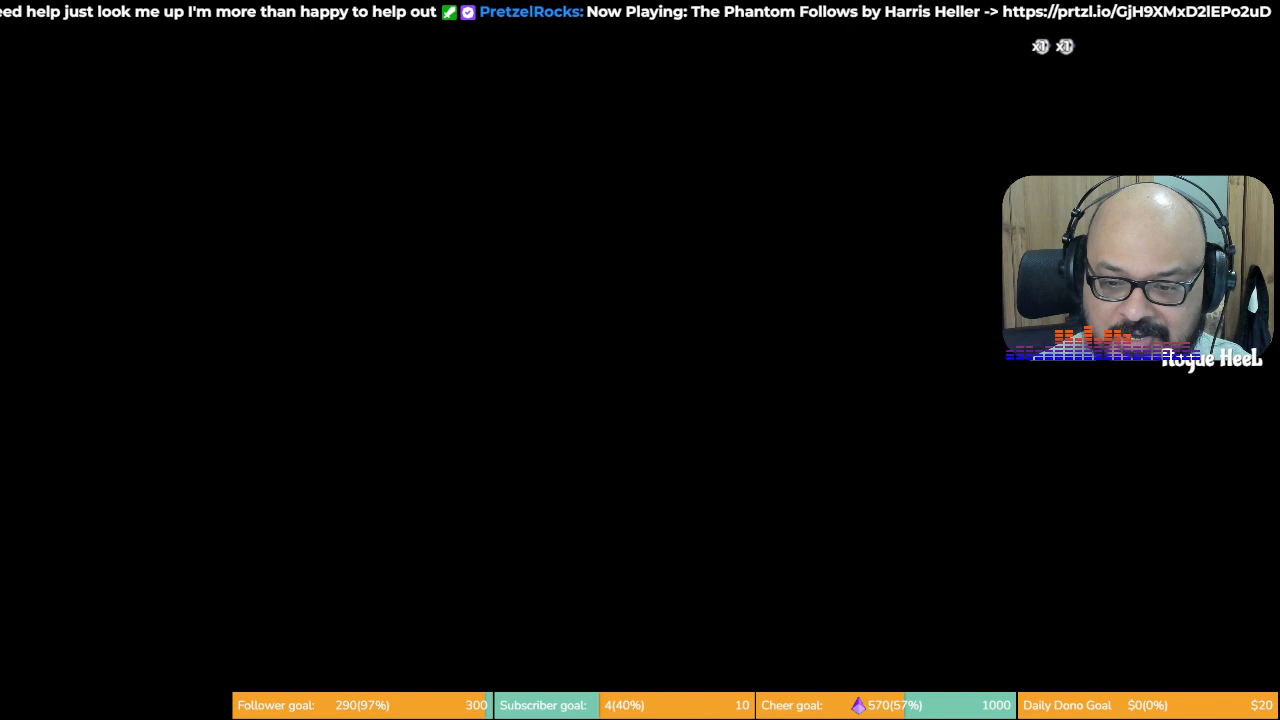 eed help just look me up I'm more than happy to help out PretzelRocks: Now Playing: The Phantom Follows by Harris Heller -> https://prtzl.io/GjH9XMxD2lEPo2uD
x1 x1
Rogue Heel
Follower goal: 290(97%) 300 Subscriber goal: 4(40%) 10 Cheer goal: 570(57%) 1000 Daily Dono Goal $0(0%) $20